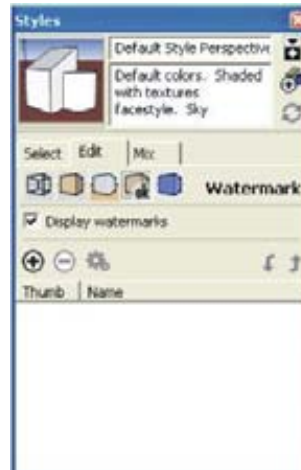 Styles
Default Style Perspective
Default colors. Shaded
with textures
facestyle. Sky
Select Edit Mix
Watermark
Display watermarks
Thumb Name